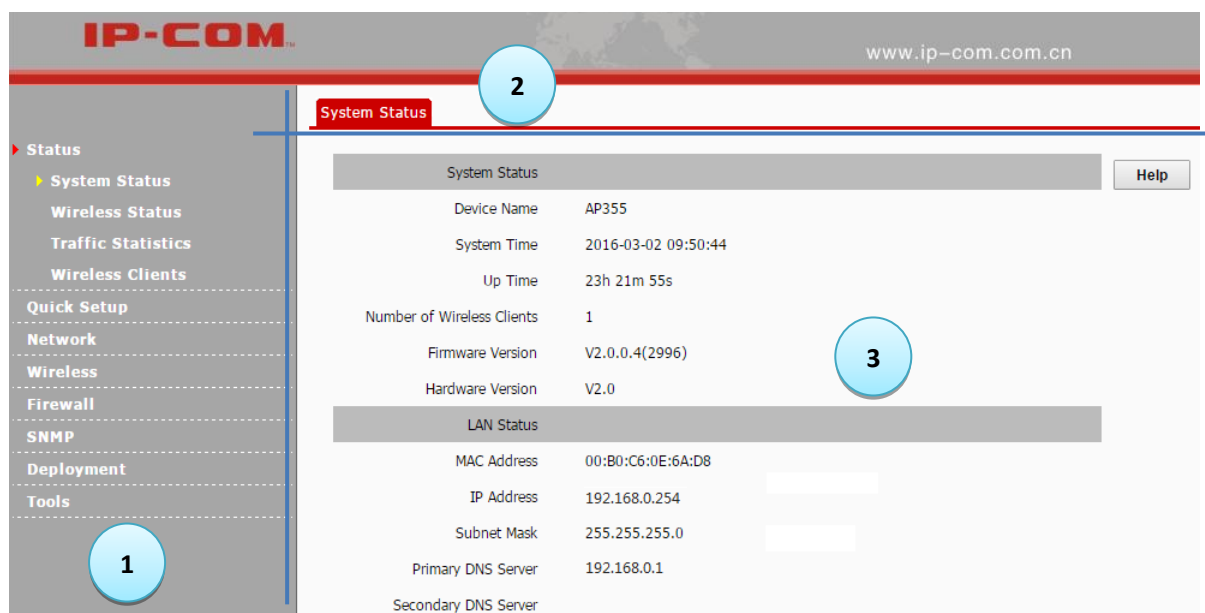 IP-COM™
www.ip-com.com.cn
2
System Status
Status
System Status
Wireless Status
Traffic Statistics
Wireless Clients
Quick Setup
Network
Wireless
Firewall
SNMP
Deployment
Tools
1
System Status
Help
Device Name AP355
System Time 2016-03-02 09:50:44
Up Time 23h 21m 55s
Number of Wireless Clients 1
Firmware Version V2.0.0.4(2996)
Hardware Version V2.0
3
LAN Status
MAC Address 00:B0:C6:0E:6A:D8
IP Address 192.168.0.254
Subnet Mask 255.255.255.0
Primary DNS Server 192.168.0.1
Secondary DNS Server